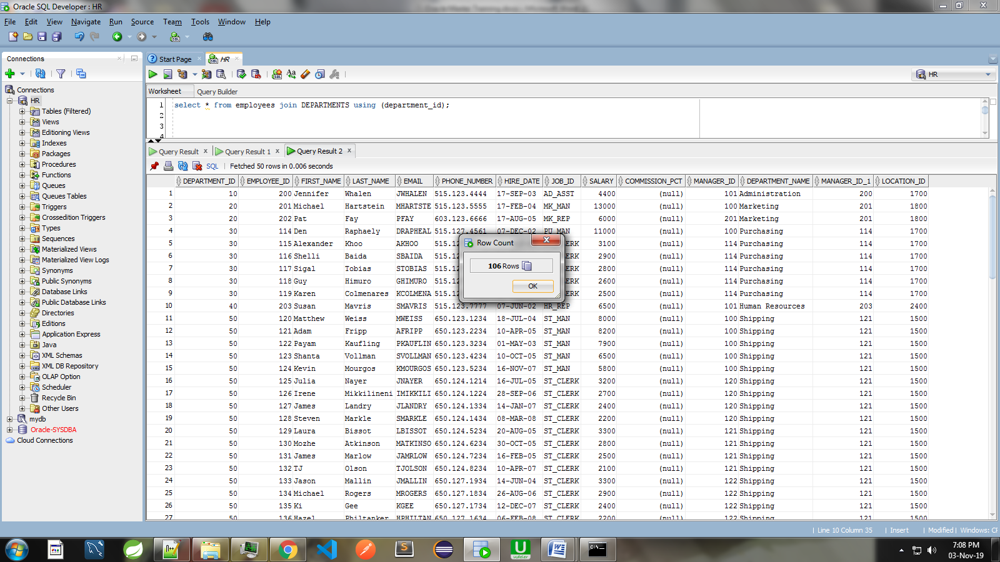 Oracle SQL Developer : HR
File Edit View Navigate Run Source Team Tools Window Help
Connections
Start Page
HR
HR
Worksheet Query Builder
1 select * from employees join DEPARTMENTS using (department_id);
2
3
4
Connections
HR
Tables (Filtered)
Views
Editioning Views
Indexes
Packages
Procedures
Functions
Queues
Queues Tables
Triggers
Crossedition Triggers
Types
Sequences
Materialized Views
Materialized View Logs
Synonyms
Public Synonyms
Database Links
Public Database Links
Directories
Editions
Application Express
Java
XML Schemas
XML DB Repository
OLAP Option
Scheduler
Recycle Bin
Other Users
mydb
Oracle-SYSDBA
Cloud Connections
Query Result x Query Result 1 x Query Result 2 x
SQL | Fetched 50 rows in 0.006 seconds
DEPARTMENT_ID EMPLOYEE_ID FIRST_NAME LAST_NAME EMAIL PHONE_NUMBER HIRE_DATE JOB_ID SALARY COMMISSION_PCT MANAGER_ID DEPARTMENT_NAME MANAGER_ID_1 LOCATION_ID
1 10 200 Jennifer Whalen JWHALEN 515.123.4444 17-SEP-03 AD_ASST 4400 (null) 101 Administration 200 1700
2 20 201 Michael Hartstein MHARTSTE 515.123.5555 17-FEB-04 MK_MAN 13000 (null) 100 Marketing 201 1800
3 20 202 Pat Fay PFAY 603.123.6666 17-AUG-05 MK_REP 6000 (null) 201 Marketing 201 1800
4 30 114 Den Raphaely DRAPHEAL 515.127.4561 07-DEC-02 PU_MAN 11000 (null) 100 Purchasing 114 1700
5 30 115 Alexander Khoo AKHOO 515.12 CLERK 3100 (null) 114 Purchasing 114 1700
6 30 116 Shelli Baida SBAIDA 515.12 CLERK 2900 (null) 114 Purchasing 114 1700
7 30 117 Sigal Tobias STOBIAS 515.12 CLERK 2800 (null) 114 Purchasing 114 1700
8 30 118 Guy Himuro GHIMURO 515.12 CLERK 2600 (null) 114 Purchasing 114 1700
9 30 119 Karen Colmenares KCOLMENA 515.12 CLERK 2500 (null) 114 Purchasing 114 1700
10 40 203 Susan Mavris SMAVRIS 515.123.7777 07-JUN-02 HR_REP 6500 (null) 101 Human Resources 203 2400
11 50 120 Matthew Weiss MWEISS 650.123.1234 18-JUL-04 ST_MAN 8000 (null) 100 Shipping 121 1500
12 50 121 Adam Fripp AFRIPP 650.123.2234 10-APR-05 ST_MAN 8200 (null) 100 Shipping 121 1500
13 50 122 Payam Kaufling PKAUFLIN 650.123.3234 01-MAY-03 ST_MAN 7900 (null) 100 Shipping 121 1500
14 50 123 Shanta Vollman SVOLLMAN 650.123.4234 10-OCT-05 ST_MAN 6500 (null) 100 Shipping 121 1500
15 50 124 Kevin Mourgos KMOURGOS 650.123.5234 16-NOV-07 ST_MAN 5800 (null) 100 Shipping 121 1500
16 50 125 Julia Nayer JNAYER 650.124.1214 16-JUL-05 ST_CLERK 3200 (null) 120 Shipping 121 1500
17 50 126 Irene Mikkilineni IMIKKILI 650.124.1224 28-SEP-06 ST_CLERK 2700 (null) 120 Shipping 121 1500
18 50 127 James Landry JLANDRY 650.124.1334 14-JAN-07 ST_CLERK 2400 (null) 120 Shipping 121 1500
19 50 128 Steven Markle SMARKLE 650.124.1434 08-MAR-08 ST_CLERK 2200 (null) 120 Shipping 121 1500
20 50 129 Laura Bissot LBISSOT 650.124.5234 20-AUG-05 ST_CLERK 3300 (null) 121 Shipping 121 1500
21 50 130 Mozhe Atkinson MATKINSO 650.124.6234 30-OCT-05 ST_CLERK 2800 (null) 121 Shipping 121 1500
22 50 131 James Marlow JAMRLOW 650.124.7234 16-FEB-05 ST_CLERK 2500 (null) 121 Shipping 121 1500
23 50 132 TJ Olson TJOLSON 650.124.8234 10-APR-07 ST_CLERK 2100 (null) 121 Shipping 121 1500
24 50 133 Jason Mallin JMALLIN 650.127.1934 14-JUN-04 ST_CLERK 3300 (null) 122 Shipping 121 1500
25 50 134 Michael Rogers MROGERS 650.127.1834 26-AUG-06 ST_CLERK 2900 (null) 122 Shipping 121 1500
26 50 135 Ki Gee KGEE 650.127.1734 12-DEC-07 ST_CLERK 2400 (null) 122 Shipping 121 1500
27 50 136 Hazel Philtanker HPHILTAN 650.127.1634 06-FEB-08 ST_CLERK 2200 (null) 122 Shipping 121 1500
Row Count
106 Rows
OK
Line 10 Column 35 | Insert | Modified | Windows: CF
7:08 PM
03-Nov-19